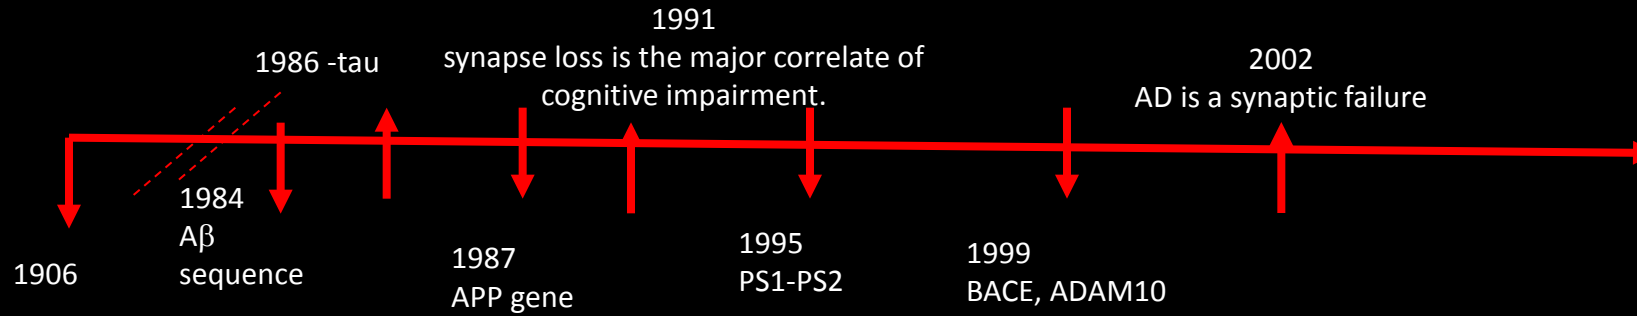 1906
1984
Aβ
sequence
1986 -tau
1987
APP gene
1991
synapse loss is the major correlate of
cognitive impairment.
1995
PS1-PS2
1999
BACE, ADAM10
2002
AD is a synaptic failure